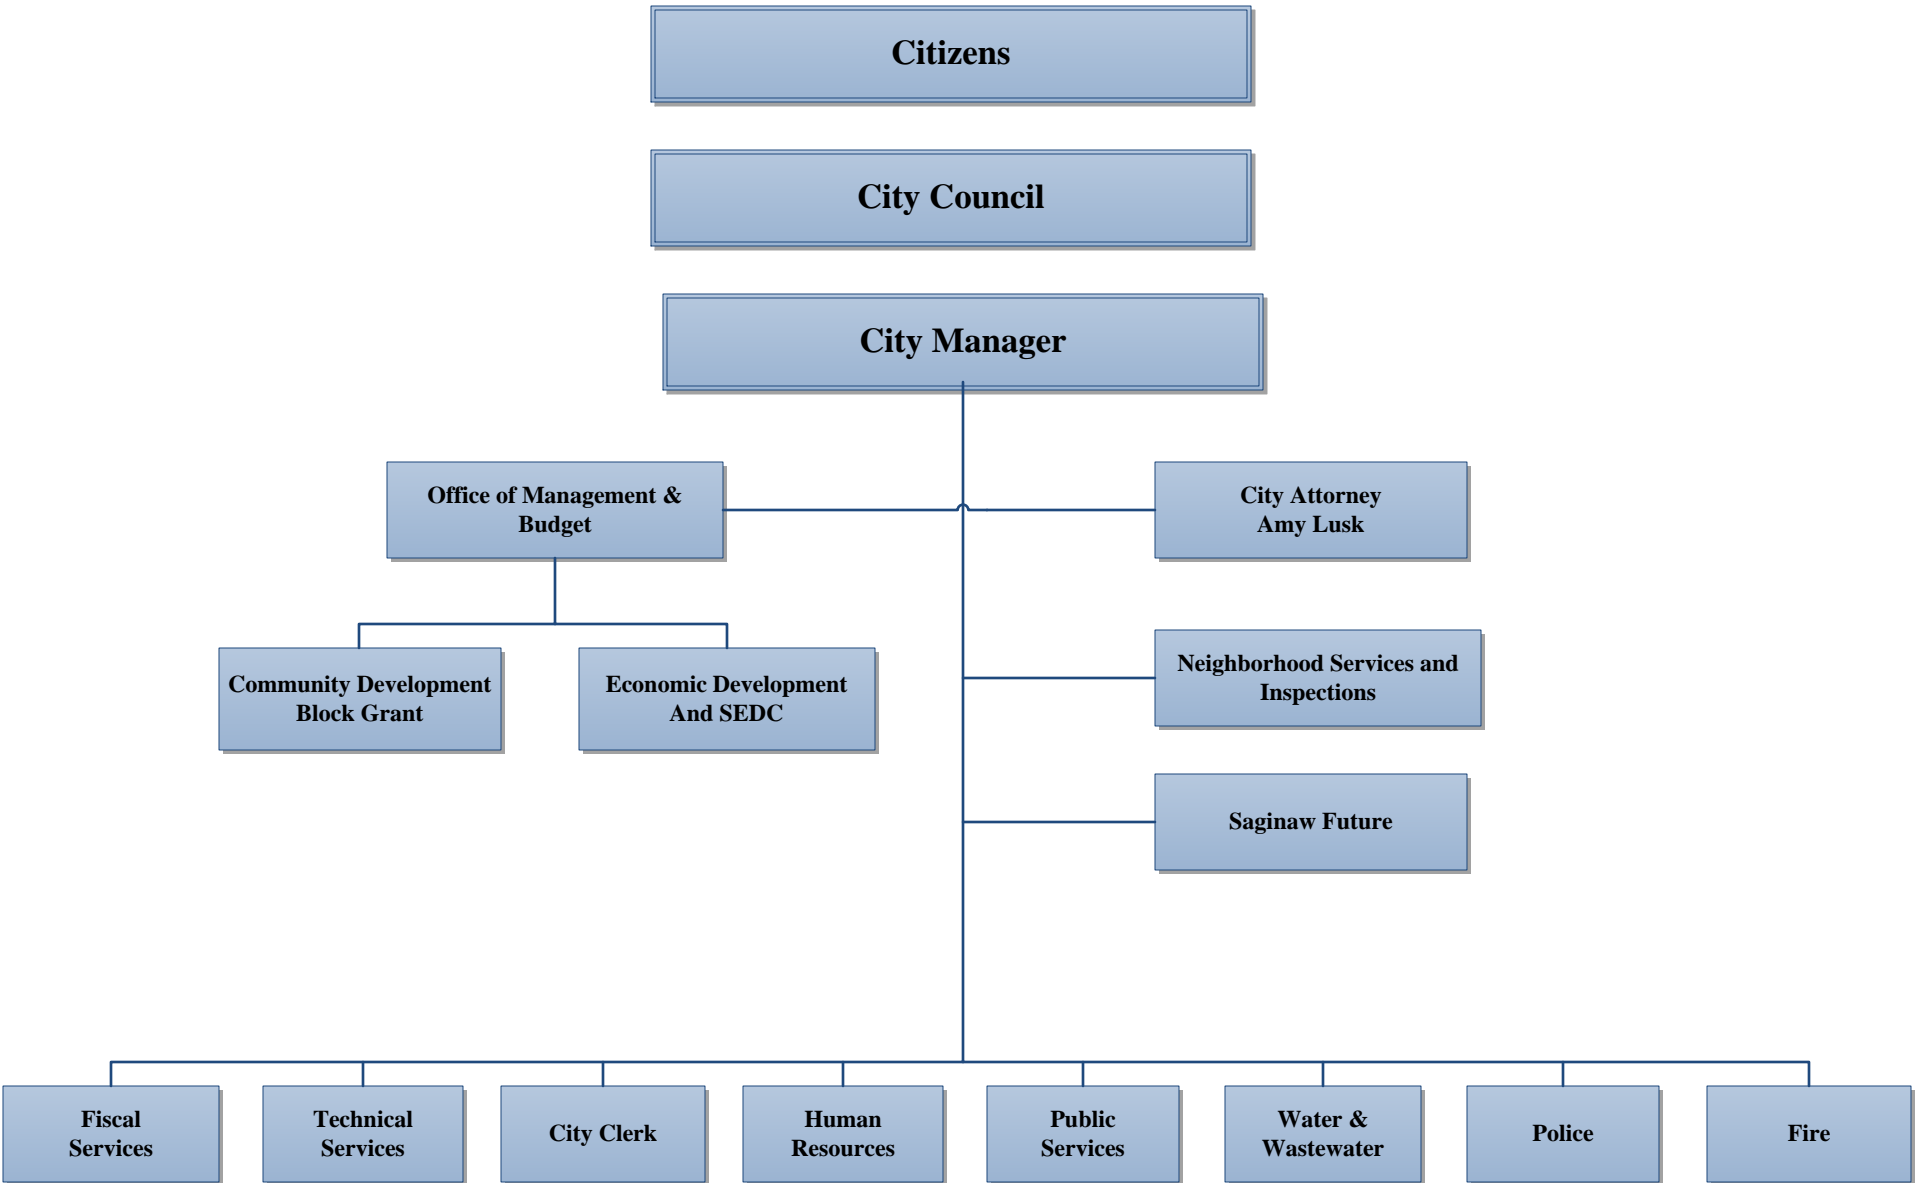 Citizens
City Council
City Manager
Office of Management &
Budget
City Attorney
Amy Lusk
Community Development
Block Grant
Economic Development
And SEDC
Neighborhood Services and
Inspections
Saginaw Future
Fiscal
Services
Technical
Services
City Clerk
Human
Resources
Public
Services
Water &
Wastewater
Police
Fire